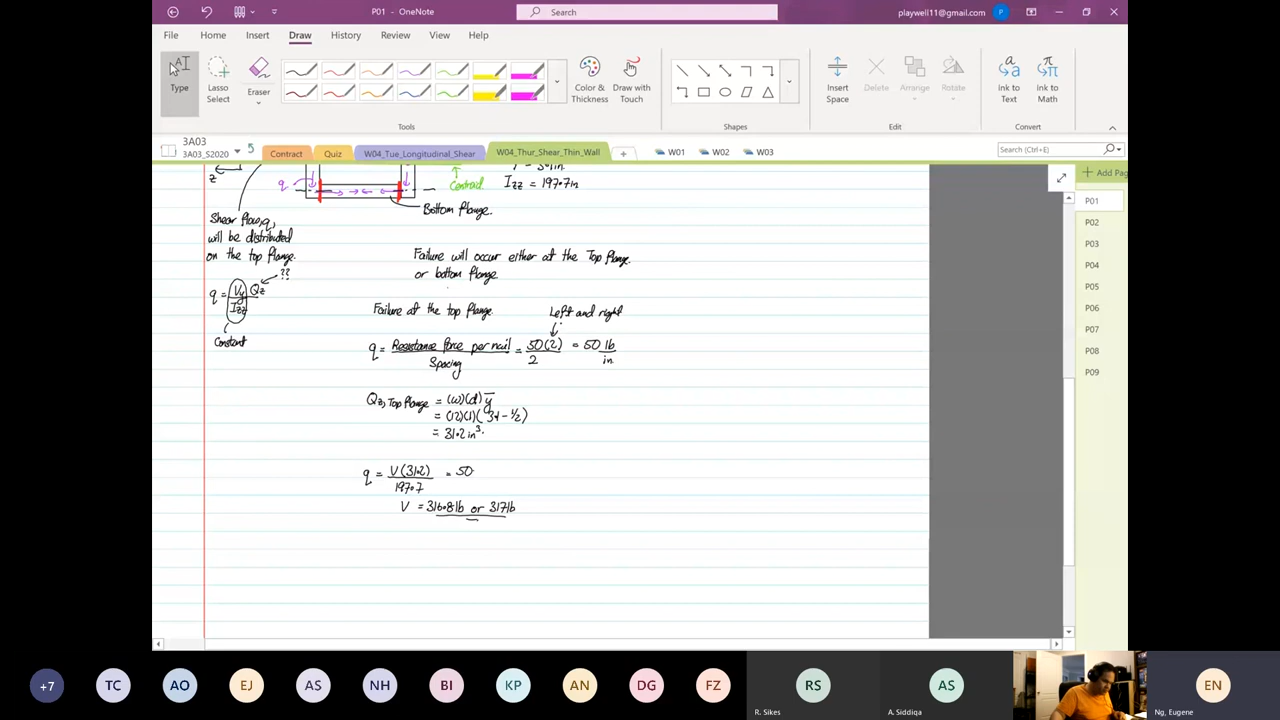 P01 - OneNote
Search
playwell11@gmail.com
P
File Home Insert Draw History Review View Help
Type
Lasso Select
Eraser
Color & Thickness
Draw with Touch
Insert Space
Delete
Arrange
Rotate
Ink to Text
Ink to Math
Tools
Shapes
Edit
Convert
3A03
3A03_S2020
5
Contract
Quiz
W04_Tue_Longitudinal_Shear
W04_Thur_Shear_Thin_Wall
W01
W02
W03
Search (Ctrl+E)
Add Pag
P01
P02
P03
P04
P05
P06
P07
P08
P09
z
q
Centroid
Izz = 197.7in
Bottom flange.
Shear flow, q,
will be distributed
on the top flange.
??
q = Vy Qz
Izz
Constant
Failure will occur either at the Top flange
or bottom flange
Failure at the top flange.
Left and right
q = Resistance force per nail = 50(2) = 50 lb
Spacing 2 in
Qz, Top flange = (w)(d) ȳ
= (12)(1)( 3.1 - 1/2)
= 31.2 in³
q = V(31.2) = 50
197.7
V = 316.8 lb or 317lb
+7
TC
AO
EJ
AS
NH
BI
KP
AN
DG
FZ
RS
R. Sikes
AS
A. Siddiqa
EN
Ng, Eugene